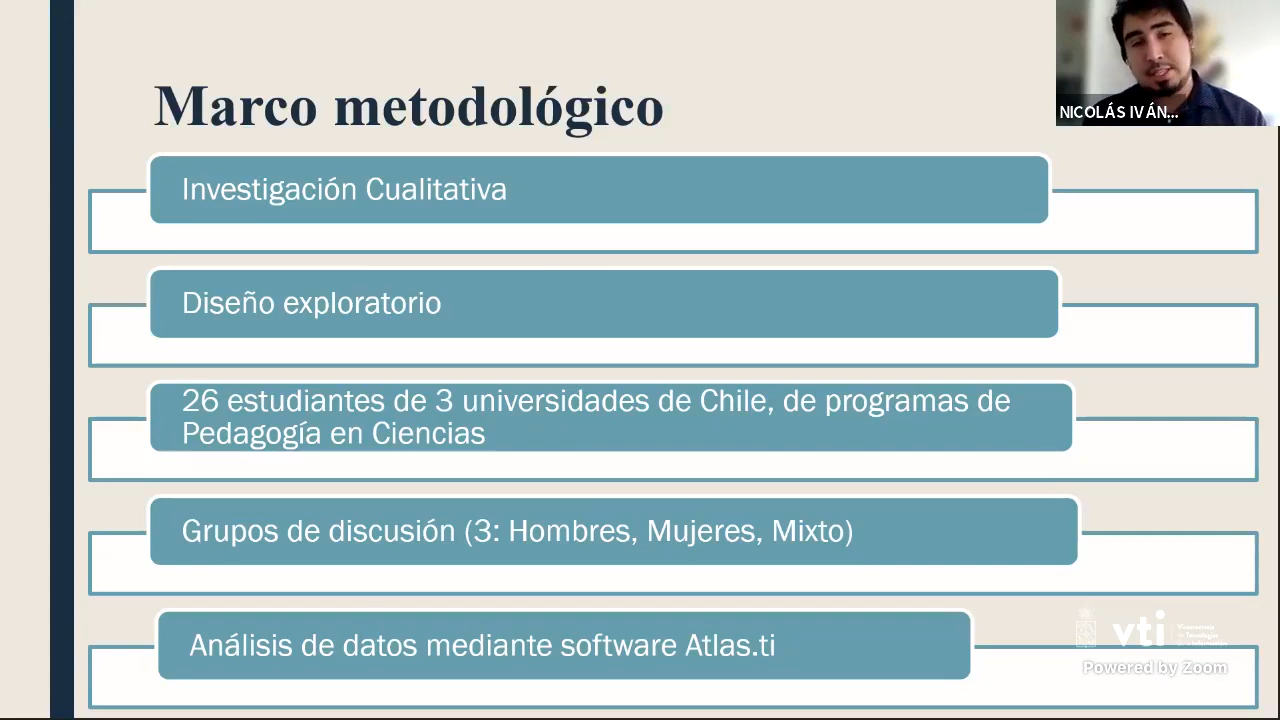 Marco metodológico
NICOLÁS IVÁN...
Investigación Cualitativa
Diseño exploratorio
26 estudiantes de 3 universidades de Chile, de programas de
Pedagogía en Ciencias
Grupos de discusión (3: Hombres, Mujeres, Mixto)
Análisis de datos mediante software Atlas.ti
vti
Powered by Zoom